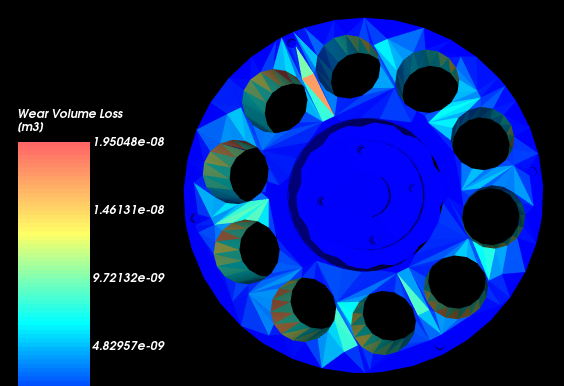 Wear Volume Loss
(m3)
1.95048e-08
1.46131e-08
9.72132e-09
4.82957e-09